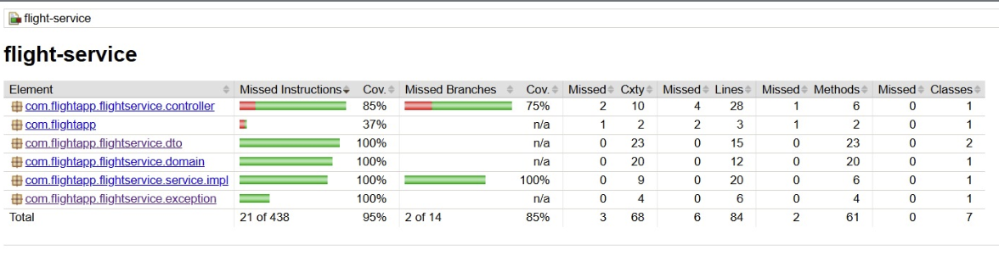 flight-service
flight-service
Element Missed Instructions Cov. Missed Branches Cov. Missed Cxty Missed Lines Missed Methods Missed Classes
com.flightapp.flightservice.controller 85% 75% 2 10 4 28 1 6 0 1
com.flightapp 37% n/a 1 2 2 3 1 2 0 1
com.flightapp.flightservice.dto 100% n/a 0 23 0 15 0 23 0 2
com.flightapp.flightservice.domain 100% n/a 0 20 0 12 0 20 0 1
com.flightapp.flightservice.service.impl 100% 100% 0 9 0 20 0 6 0 1
com.flightapp.flightservice.exception 100% n/a 0 4 0 6 0 4 0 1
Total 21 of 438 95% 2 of 14 85% 3 68 6 84 2 61 0 7